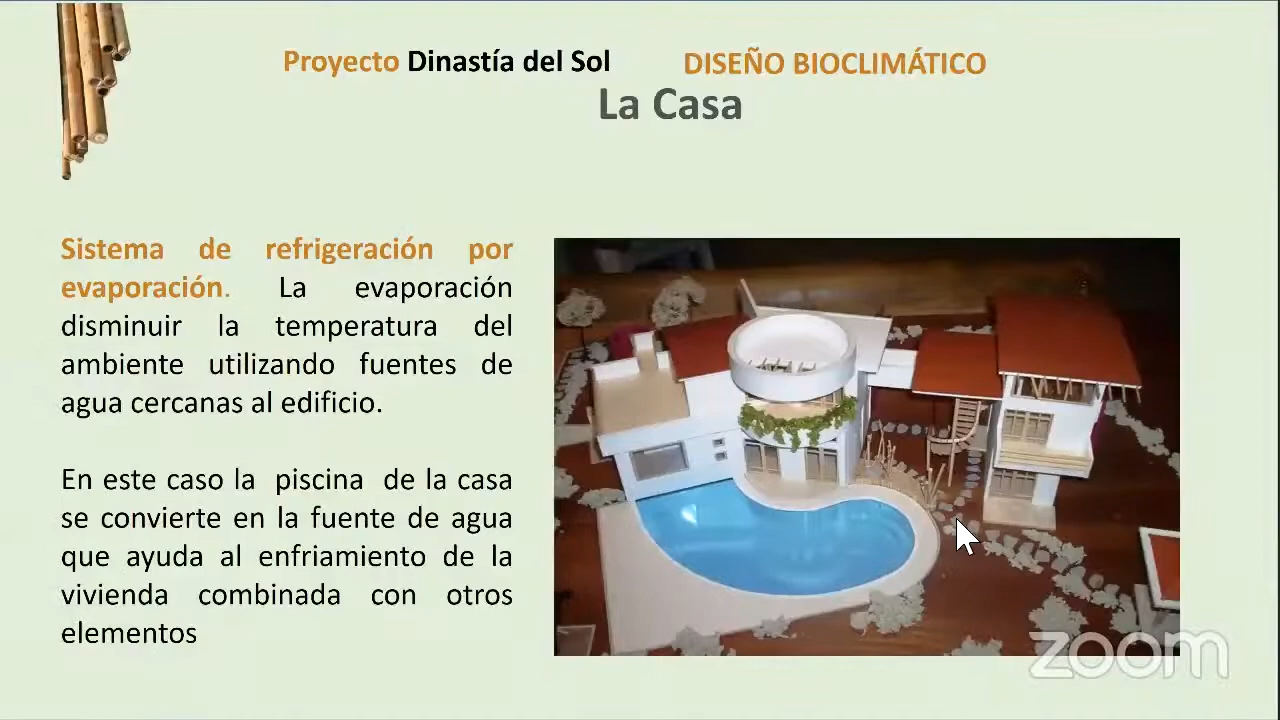 Proyecto Dinastía del Sol DISEÑO BIOCLIMÁTICO
La Casa
Sistema de refrigeración por
evaporación. La evaporación
disminuir la temperatura del
ambiente utilizando fuentes de
agua cercanas al edificio.
En este caso la piscina de la casa
se convierte en la fuente de agua
que ayuda al enfriamiento de la
vivienda combinada con otros
elementos
zoom